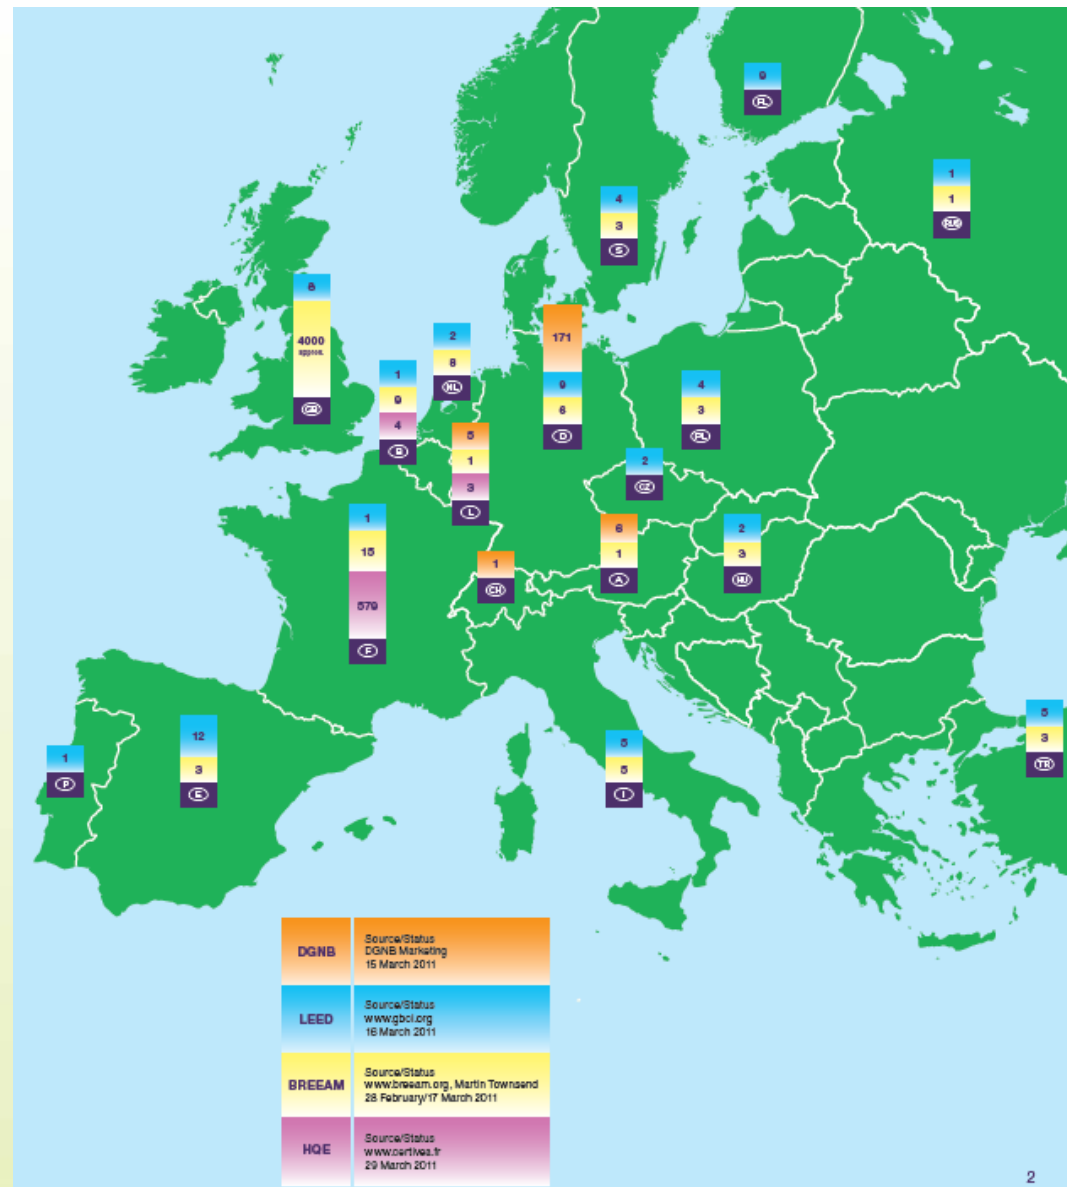 9
FL
1
1
RUS
4
3
S
8
4000
approx.
GB
2
8
NL
171
9
6
D
1
9
4
B
4
3
PL
5
1
3
L
2
CZ
1
15
579
F
6
1
A
2
3
HU
1
CH
12
3
E
1
P
5
5
I
5
3
TR
DGNB
Source/Status
DGNB Marketing
15 March 2011
LEED
Source/Status
www.gbci.org
16 March 2011
BREEAM
Source/Status
www.breeam.org, Martin Townsend
28 February/17 March 2011
HQE
Source/Status
www.certivea.fr
29 March 2011
2